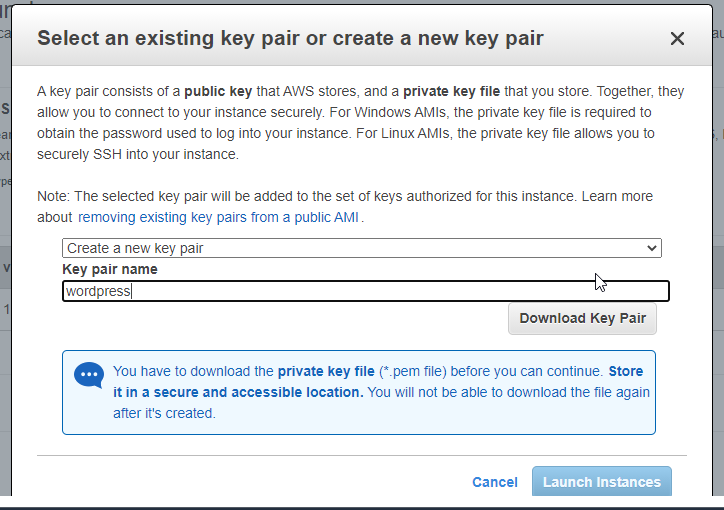 Select an existing key pair or create a new key pair
A key pair consists of a public key that AWS stores, and a private key file that you store. Together, they
allow you to connect to your instance securely. For Windows AMIs, the private key file is required to
obtain the password used to log into your instance. For Linux AMIs, the private key file allows you to
securely SSH into your instance.
Note: The selected key pair will be added to the set of keys authorized for this instance. Learn more
about removing existing key pairs from a public AMI .
Create a new key pair
Key pair name
wordpress
Download Key Pair
You have to download the private key file (*.pem file) before you can continue. Store
it in a secure and accessible location. You will not be able to download the file again
after it's created.
Cancel Launch Instances